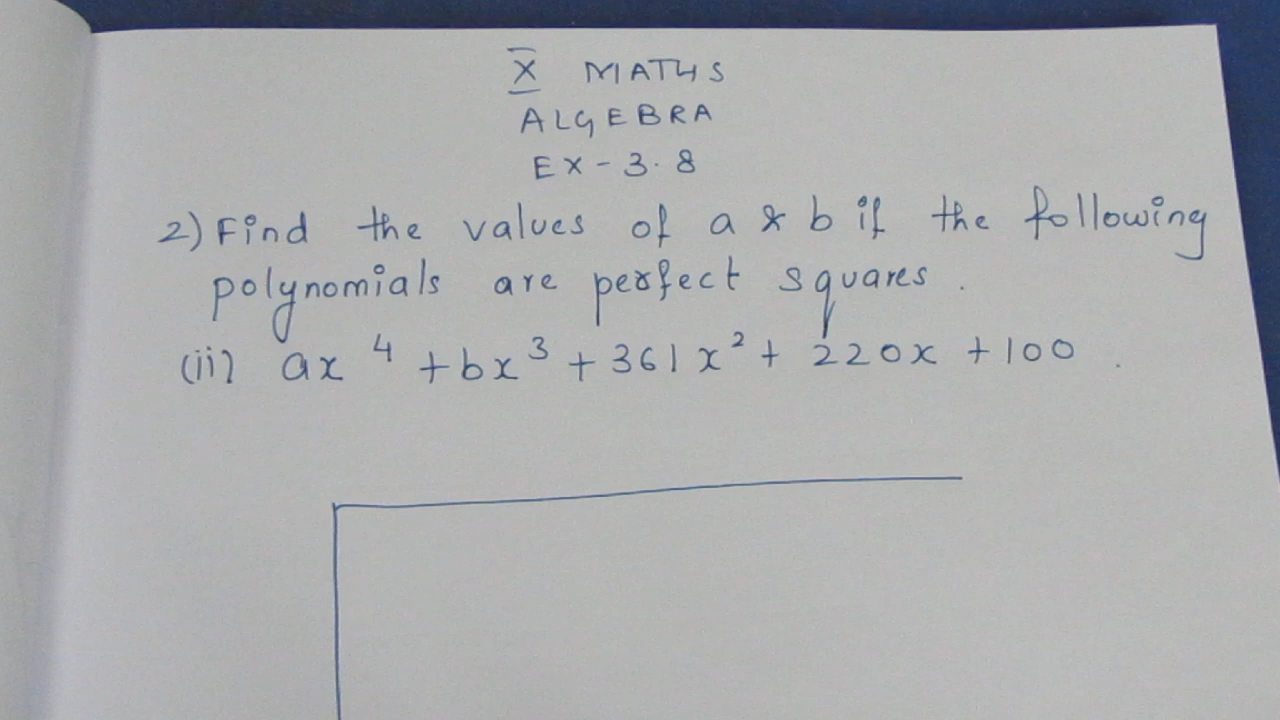 X MATHS
ALGEBRA
EX - 3.8
2) Find the values of a & b if the following
polynomials are perfect squares.
(ii) ax⁴ + bx³ + 361x² + 220x + 100.